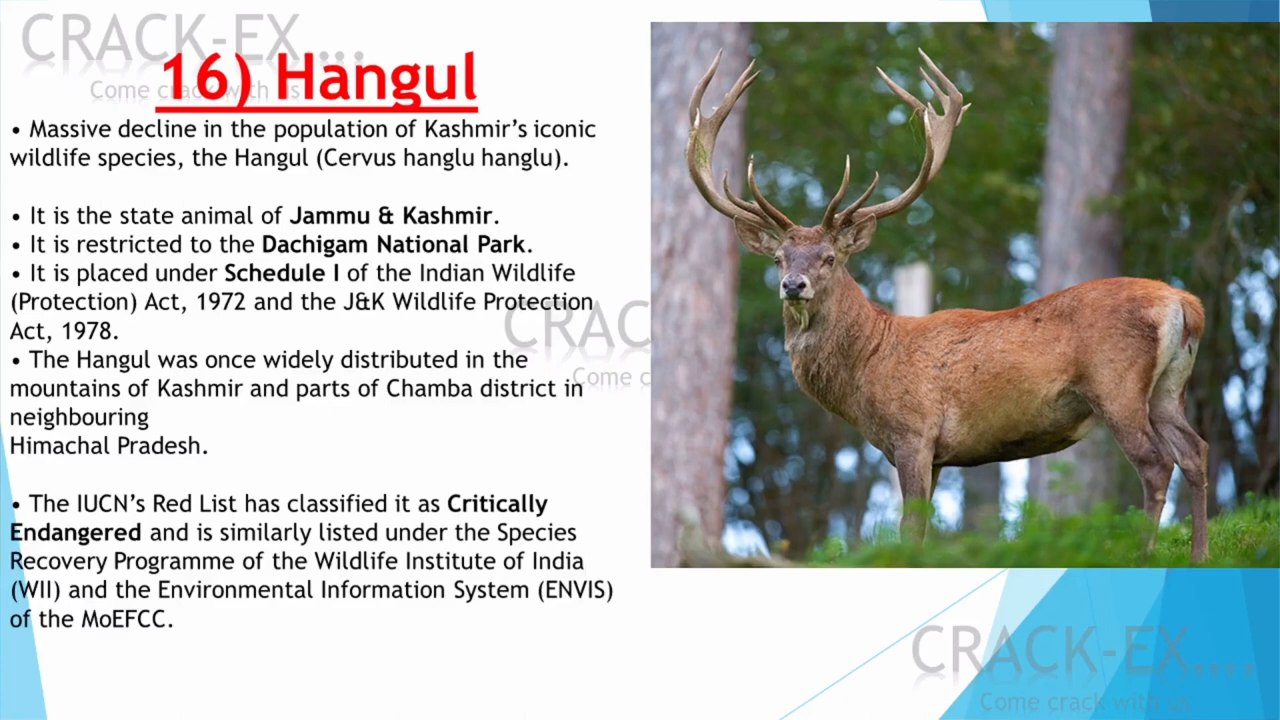 CRACK-EX....
Come crack with us
16) Hangul
• Massive decline in the population of Kashmir’s iconic
wildlife species, the Hangul (Cervus hanglu hanglu).
• It is the state animal of Jammu & Kashmir.
• It is restricted to the Dachigam National Park.
• It is placed under Schedule I of the Indian Wildlife
(Protection) Act, 1972 and the J&K Wildlife Protection
Act, 1978.
CRAC
Come c
• The Hangul was once widely distributed in the
mountains of Kashmir and parts of Chamba district in
neighbouring
Himachal Pradesh.
• The IUCN’s Red List has classified it as Critically
Endangered and is similarly listed under the Species
Recovery Programme of the Wildlife Institute of India
(WII) and the Environmental Information System (ENVIS)
of the MoEFCC.
CRACK-EX....
Come crack with us